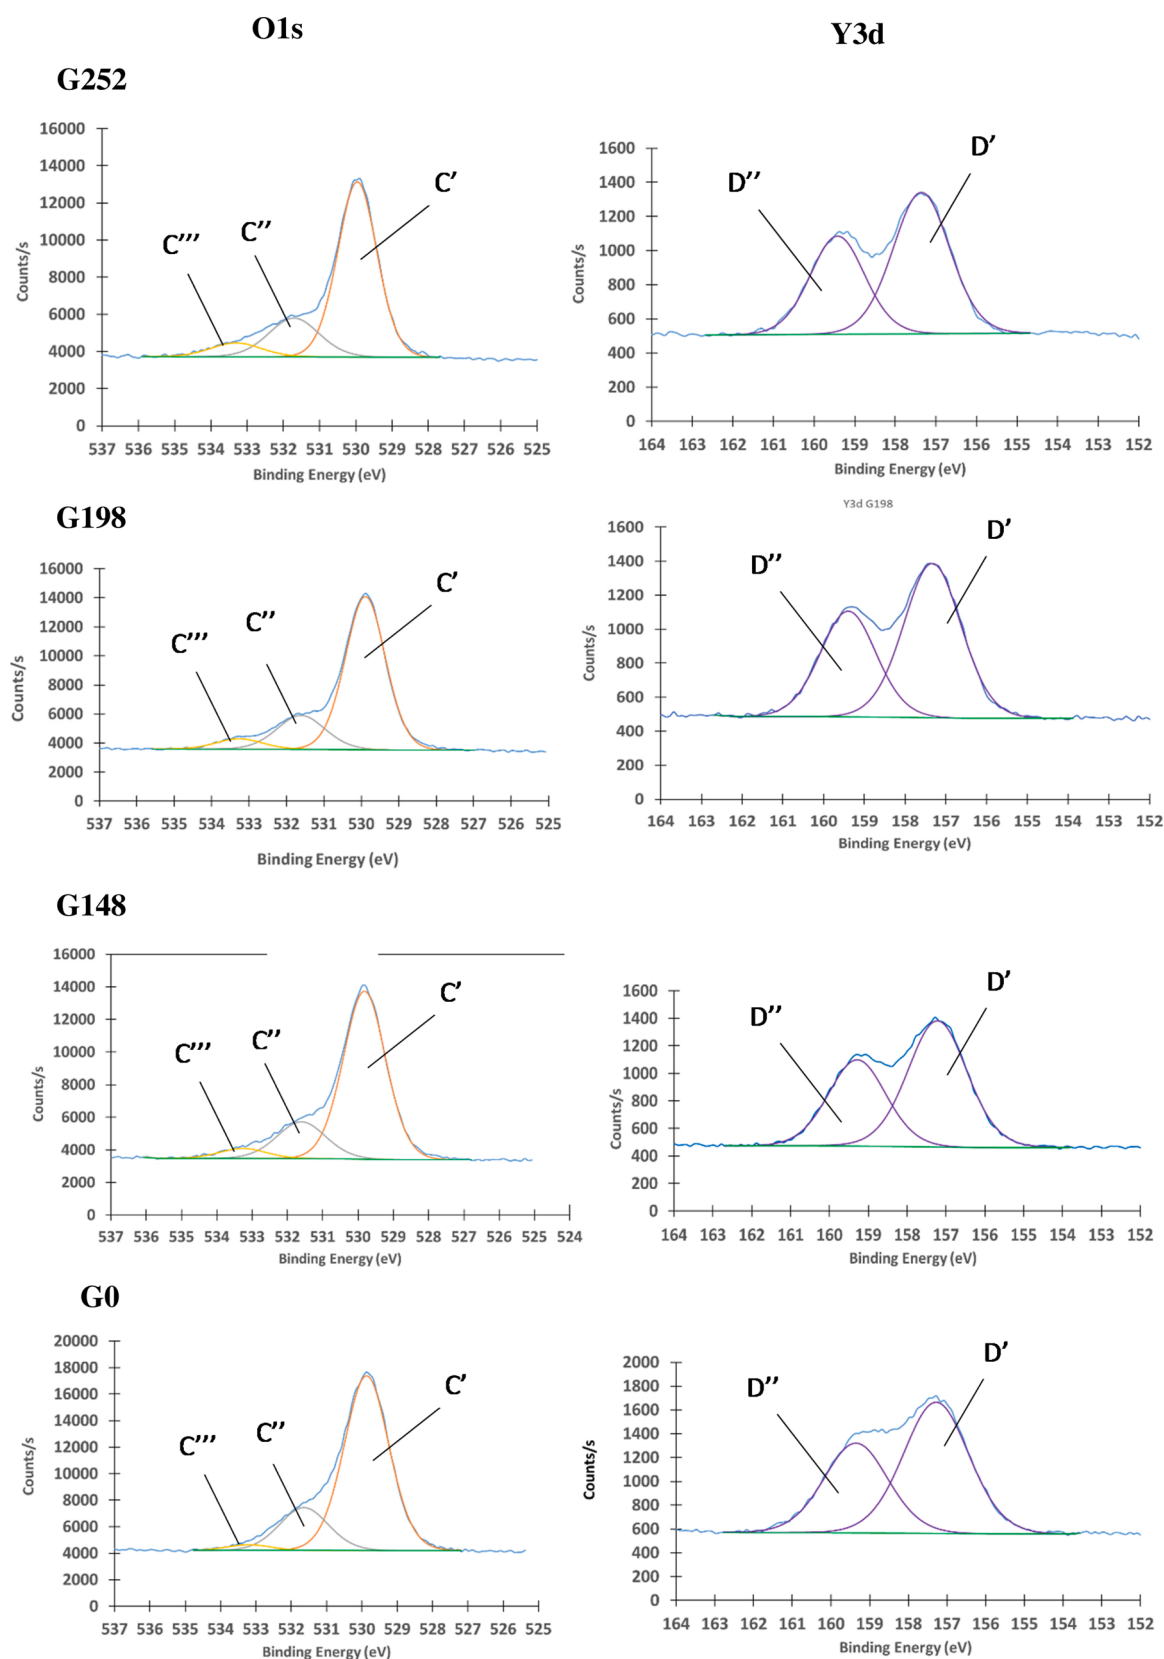 O1s
Y3d
G252
16000
14000
12000
10000
8000
6000
4000
2000
0
Counts/s
C'''
C''
C'
537 536 535 534 533 532 531 530 529 528 527 526 525
Binding Energy (eV)
1600
1400
1200
1000
800
600
400
200
0
Counts/s
D''
D'
164 163 162 161 160 159 158 157 156 155 154 153 152
Binding Energy (eV)
G198
16000
14000
12000
10000
8000
6000
4000
2000
0
Counts/s
C'''
C''
C'
537 536 535 534 533 532 531 530 529 528 527 526 525
Binding Energy (eV)
Y3d G198
1600
1400
1200
1000
800
600
400
200
0
Counts/s
D''
D'
164 163 162 161 160 159 158 157 156 155 154 153 152
Binding Energy (eV)
G148
16000
14000
12000
10000
8000
6000
4000
2000
0
Counts/s
C'''
C''
C'
537 536 535 534 533 532 531 530 529 528 527 526 525 524
Binding Energy (eV)
1600
1400
1200
1000
800
600
400
200
0
Counts/s
D''
D'
164 163 162 161 160 159 158 157 156 155 154 153 152
Binding Energy (eV)
G0
20000
18000
16000
14000
12000
10000
8000
6000
4000
2000
0
Counts/s
C'''
C''
C'
537 536 535 534 533 532 531 530 529 528 527 526 525
Binding Energy (eV)
2000
1800
1600
1400
1200
1000
800
600
400
200
0
Counts/s
D''
D'
164 163 162 161 160 159 158 157 156 155 154 153 152
Binding Energy (eV)